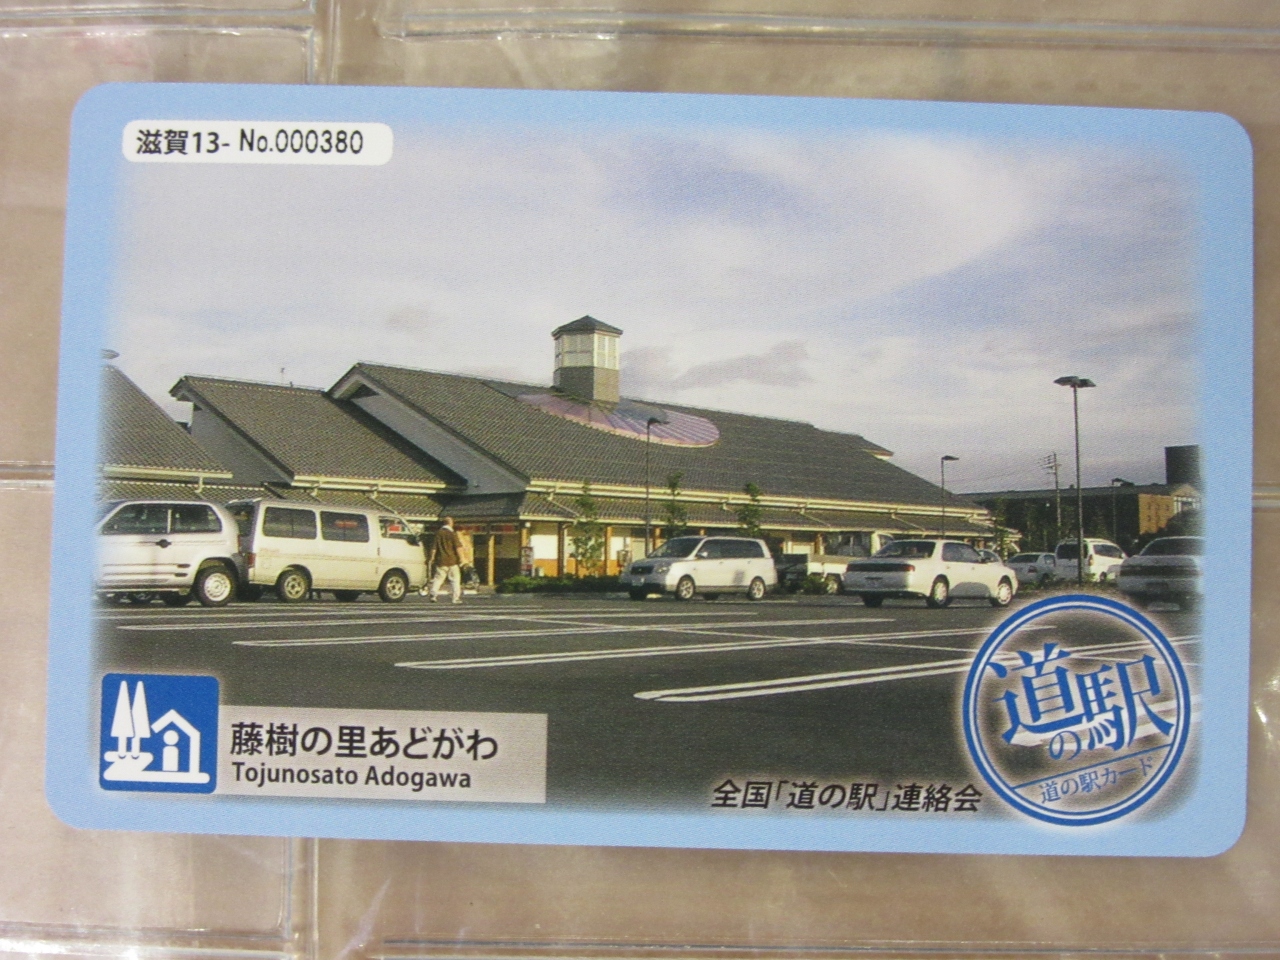 滋賀13- No.000380
藤樹の里あどがわ
Tojunosato Adogawa
全国「道の駅」連絡会
道の駅
道の駅カード